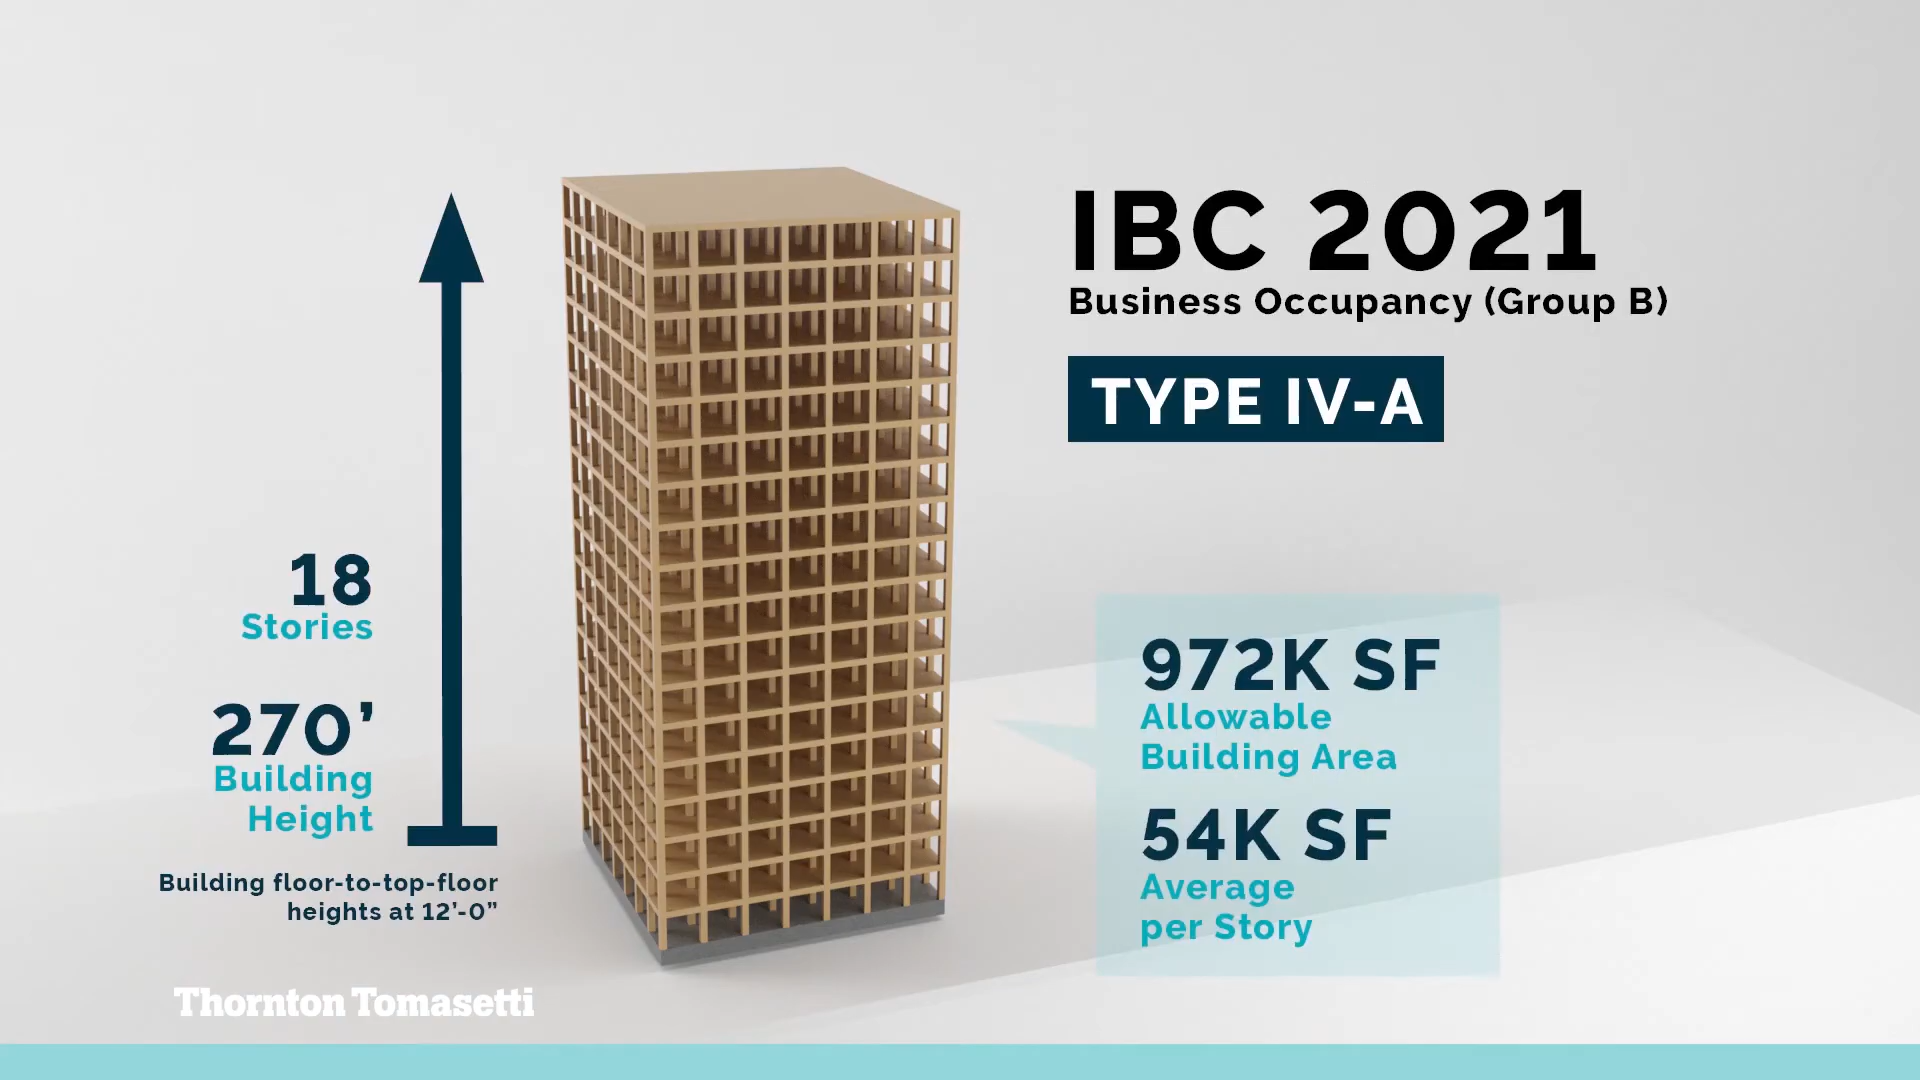 IBC 2021
Business Occupancy (Group B)
TYPE IV-A
18
Stories
270’
Building
Height
Building floor-to-top-floor
heights at 12’-0”
972K SF
Allowable
Building Area
54K SF
Average
per Story
Thornton Tomasetti